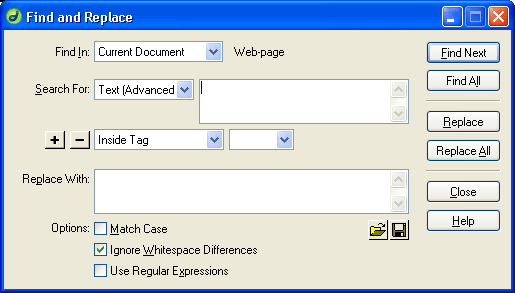 Find and Replace
Find In: Current Document Web-page Find Next
Find All
Search For: Text (Advanced
Replace
Inside Tag
Replace All
Replace With:
Close
Options: Match Case Help
Ignore Whitespace Differences
Use Regular Expressions